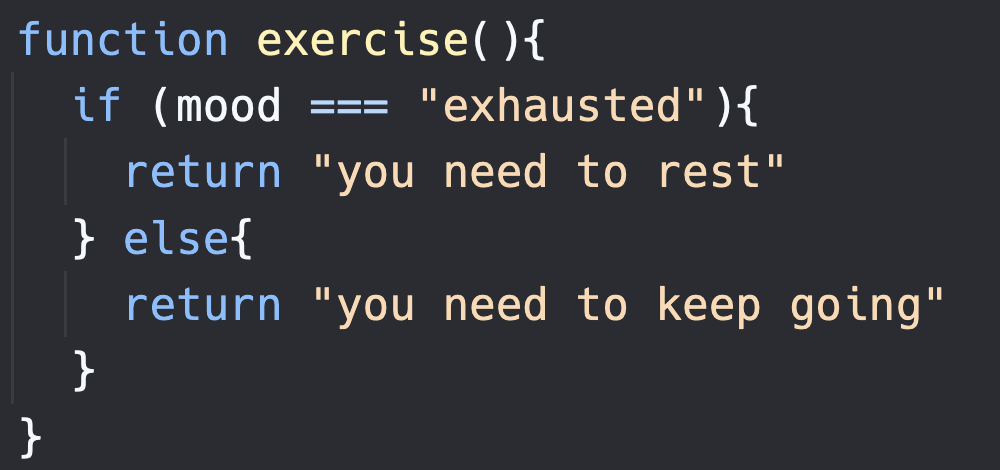 function exercise(){
if (mood === "exhausted"){
return "you need to rest"
} else{
return "you need to keep going"
}
}